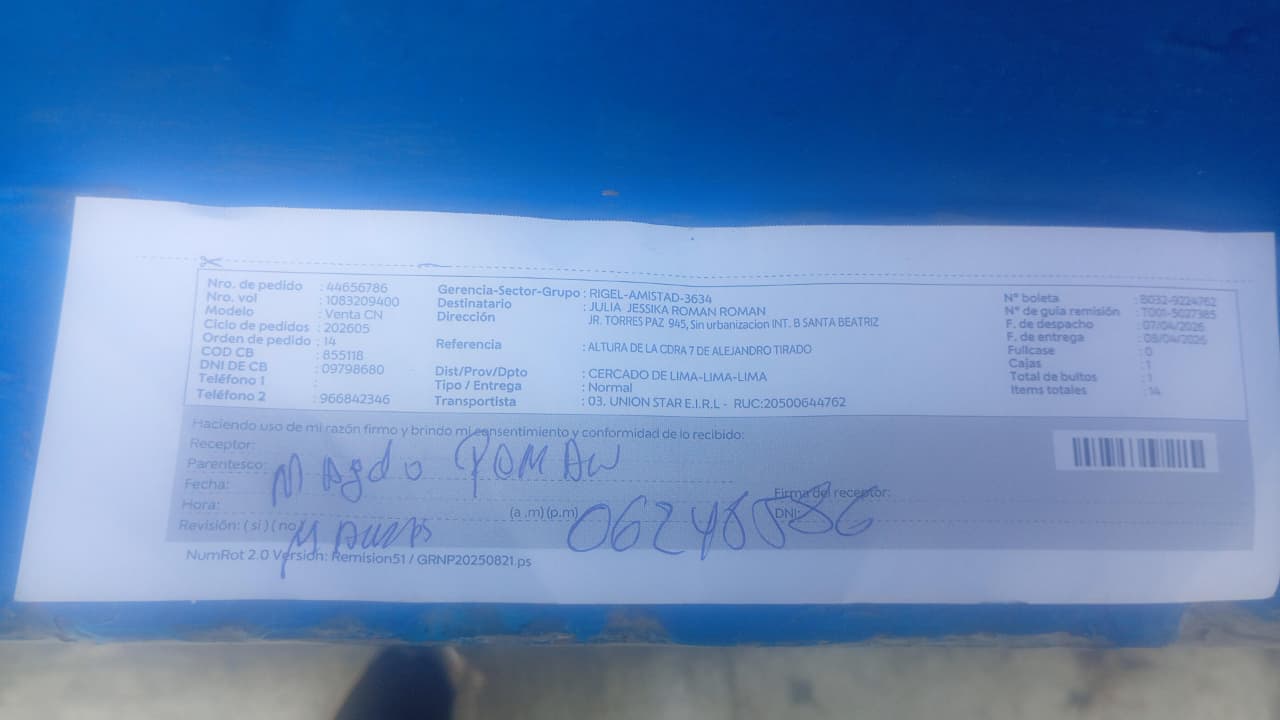 Nro. de pedido : 44656786
Nro. vol : 1083209400
Modelo : Venta CN
Ciclo de pedidos : 202605
Orden de pedido : 14
COD CB : 855118
DNI DE CB : 09798680
Teléfono 1 :
Teléfono 2 : 966842346
Gerencia-Sector-Grupo : RIGEL-AMISTAD-3634
Destinatario : JULIA JESSIKA ROMAN ROMAN
Dirección : JR. TORRES PAZ 945, Sin urbanizacion INT. B SANTA BEATRIZ
Referencia : ALTURA DE LA CDRA 7 DE ALEJANDRO TIRADO
Dist/Prov/Dpto : CERCADO DE LIMA-LIMA-LIMA
Tipo / Entrega : Normal
Transportista : 03. UNION STAR E.I.R.L - RUC:20500644762
N° boleta : B032-9224762
N° de guia remisión : T001-5027385
F. de despacho : 07/04/2026
F. de entrega : 08/04/2026
Fullcase : 0
Cajas : 1
Total de bultos : 1
Items totales : 14
Haciendo uso de mi razón firmo y brindo mi consentimiento y conformidad de lo recibido:
Receptor:
Parentesco:
Magdo ROMAN
Fecha:
Firma del receptor:
Hora: (a .m) (p.m)
DNI:
Revisión: ( si ) ( no
NumRot 2.0 Version: Remision51 / GRNP20250821.ps